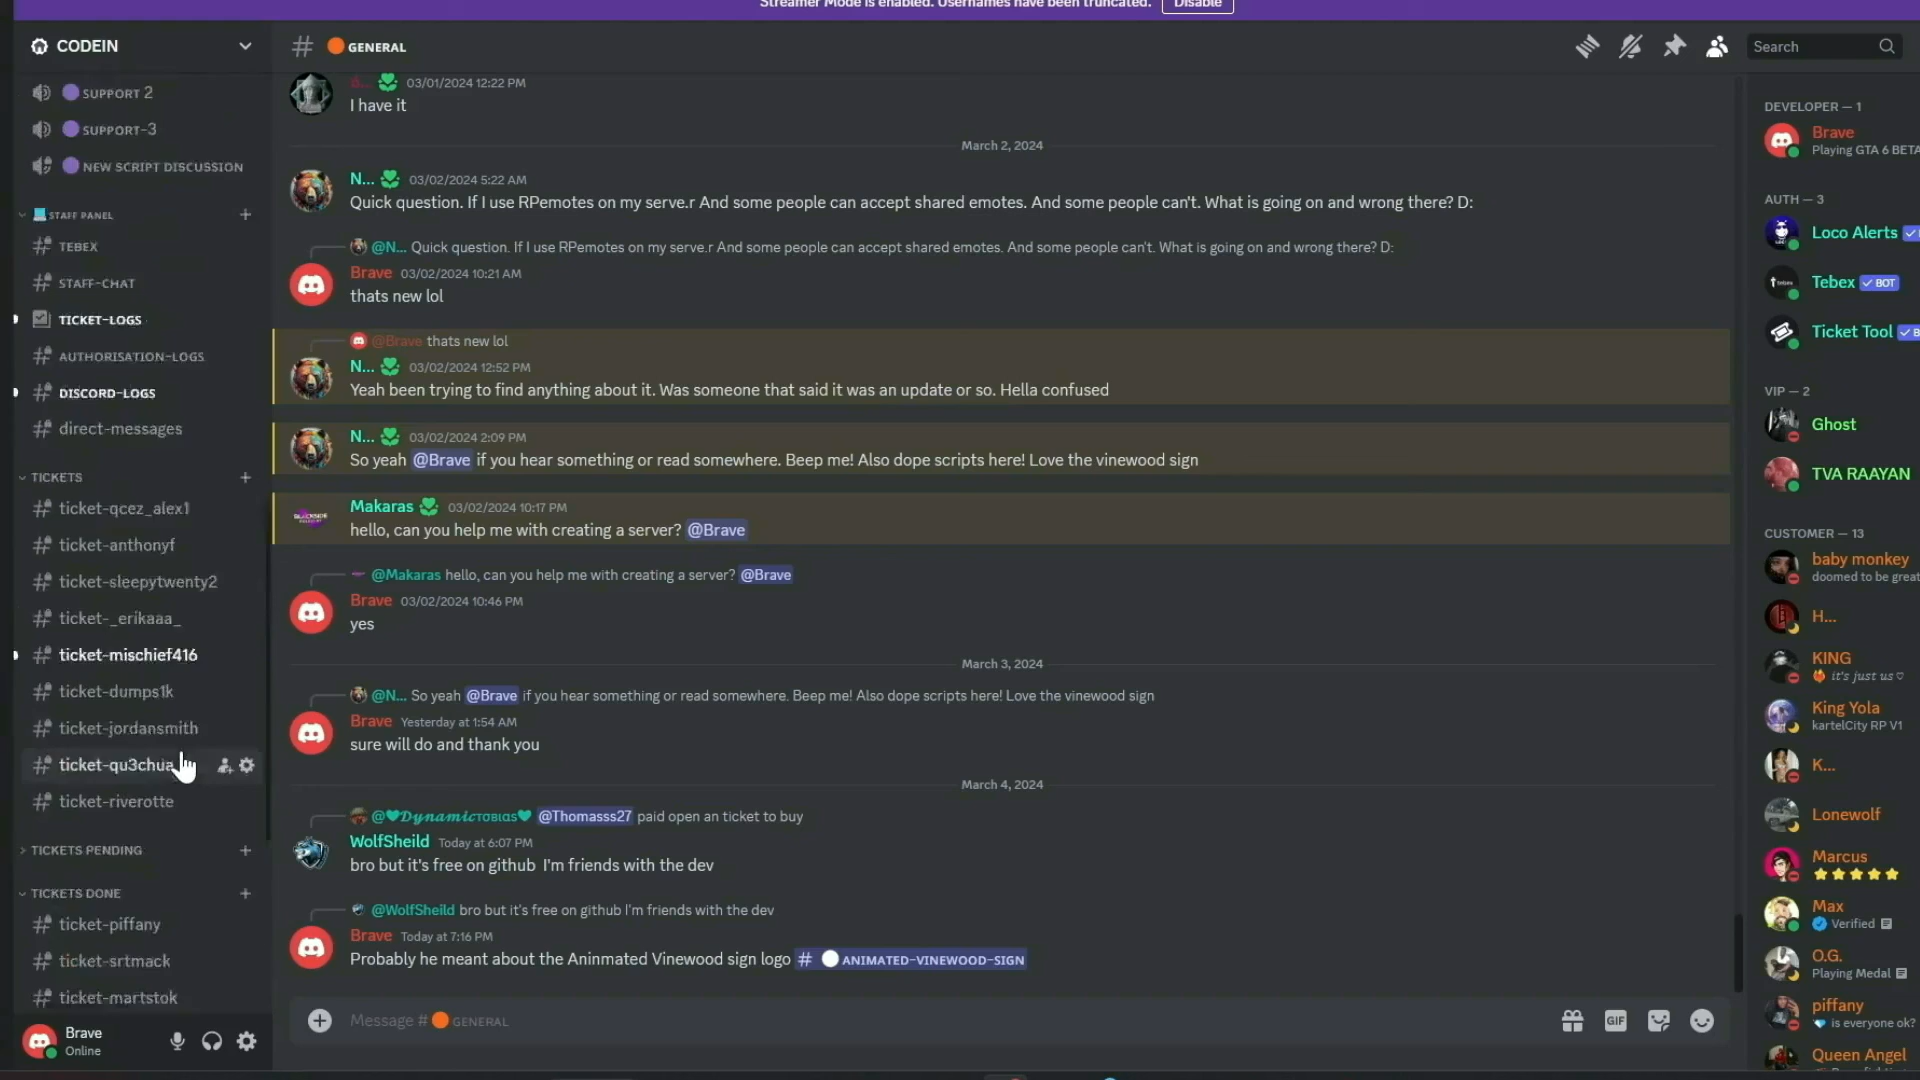 Streamer Mode is enabled. Usernames have been truncated. Disable
CODEIN
SUPPORT 2
SUPPORT-3
NEW SCRIPT DISCUSSION
STAFF PANEL
TEBEX
STAFF-CHAT
TICKET-LOGS
AUTHORISATION-LOGS
DISCORD-LOGS
direct-messages
TICKETS
ticket-qcez_alex1
ticket-anthonyf
ticket-sleepytwenty2
ticket-_erikaaa_
ticket-mischief416
ticket-dumps1k
ticket-jordansmith
ticket-qu3chua
ticket-riverotte
TICKETS PENDING
TICKETS DONE
ticket-piffany
ticket-srtmack
ticket-martstok
Brave
Online
# GENERAL
Search
03/01/2024 12:22 PM
I have it
March 2, 2024
N... 03/02/2024 5:22 AM
Quick question. If I use RPemotes on my serve.r And some people can accept shared emotes. And some people can't. What is going on and wrong there? D:
@N... Quick question. If I use RPemotes on my serve.r And some people can accept shared emotes. And some people can't. What is going on and wrong there? D:
Brave 03/02/2024 10:21 AM
thats new lol
@Brave thats new lol
N... 03/02/2024 12:52 PM
Yeah been trying to find anything about it. Was someone that said it was an update or so. Hella confused
N... 03/02/2024 2:09 PM
So yeah @Brave if you hear something or read somewhere. Beep me! Also dope scripts here! Love the vinewood sign
Makaras 03/02/2024 10:17 PM
hello, can you help me with creating a server? @Brave
@Makaras hello, can you help me with creating a server? @Brave
Brave 03/02/2024 10:46 PM
yes
March 3, 2024
@N... So yeah @Brave if you hear something or read somewhere. Beep me! Also dope scripts here! Love the vinewood sign
Brave Yesterday at 1:54 AM
sure will do and thank you
March 4, 2024
@♥𝓓𝔂𝓷𝓪𝓶𝓲𝓬ᴛᴏʙɪɑs♥ @Thomasss27 paid open an ticket to buy
WolfSheild Today at 6:07 PM
bro but it's free on github I'm friends with the dev
@WolfSheild bro but it's free on github I'm friends with the dev
Brave Today at 7:16 PM
Probably he meant about the Aninmated Vinewood sign logo # ANIMATED-VINEWOOD-SIGN
Message # GENERAL
GIF
DEVELOPER — 1
Brave
Playing GTA 6 BETA
AUTH — 3
Loco Alerts
Tebex BOT
Ticket Tool
VIP — 2
Ghost
TVA RAAYAN
CUSTOMER — 13
baby monkey
doomed to be great
H...
KING
it's just us ♡
King Yola
kartelCity RP V1
K...
Lonewolf
Marcus
Max
Verified
O.G.
Playing Medal
piffany
is everyone ok?
Queen Angel